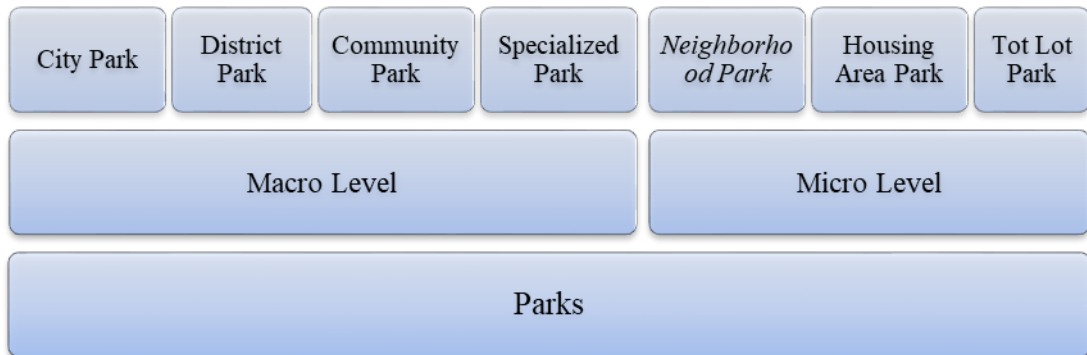 City Park
District
Park
Community
Park
Specialized
Park
Neighborho
od Park
Housing
Area Park
Tot Lot
Park
Macro Level
Micro Level
Parks